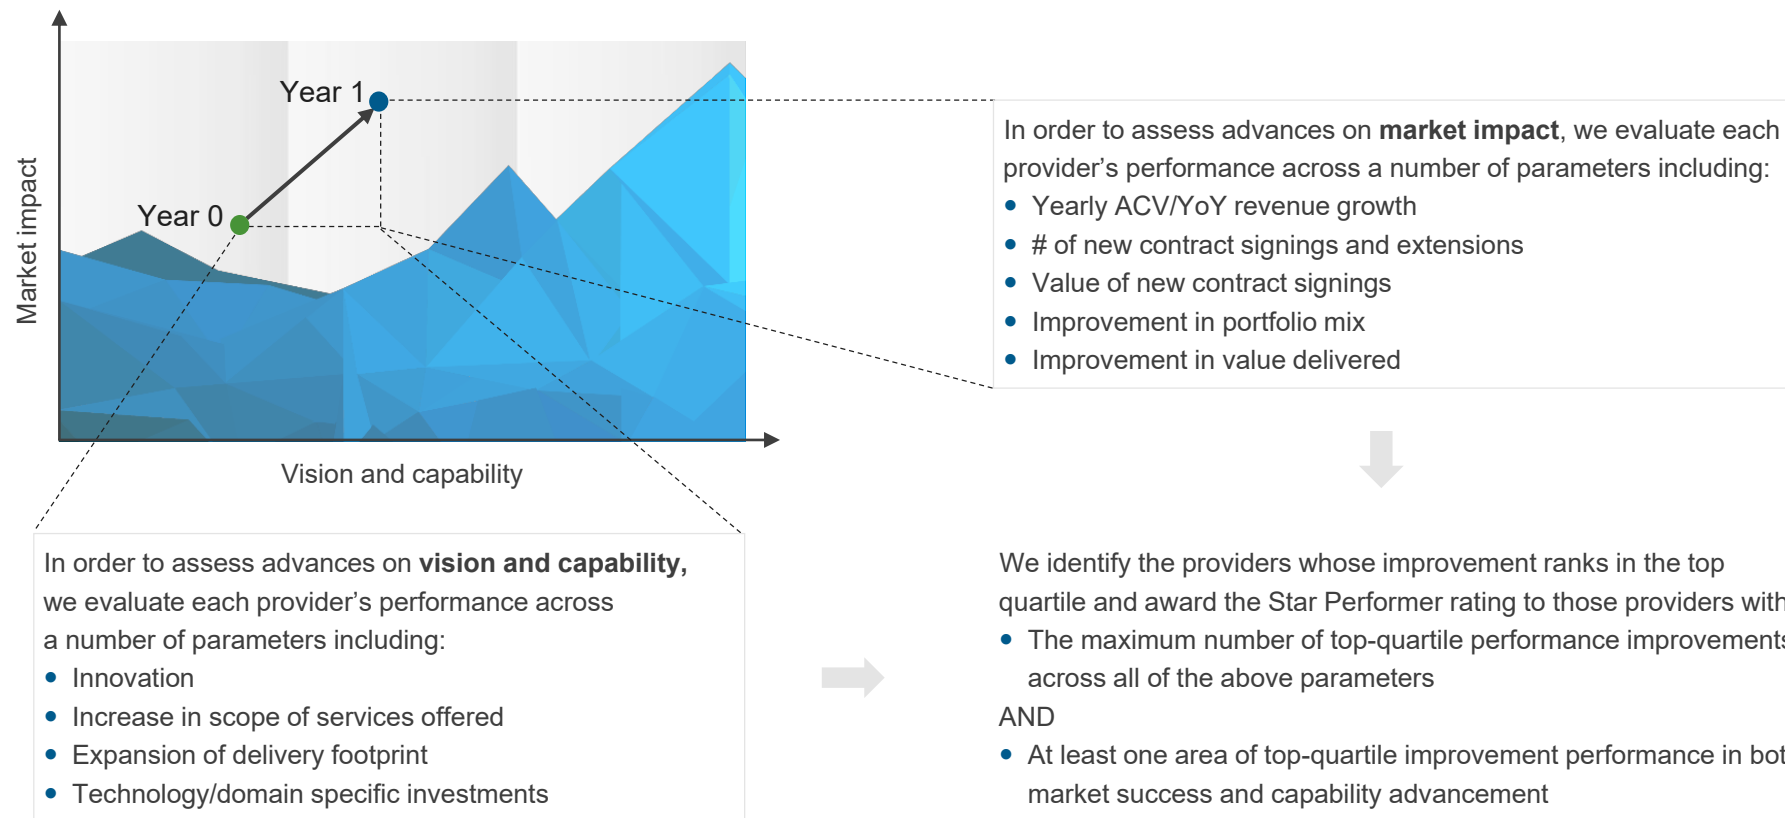 Market impact
Year 1
Year 0
Vision and capability
In order to assess advances on market impact, we evaluate each
provider’s performance across a number of parameters including:
• Yearly ACV/YoY revenue growth
• # of new contract signings and extensions
• Value of new contract signings
• Improvement in portfolio mix
• Improvement in value delivered
In order to assess advances on vision and capability,
we evaluate each provider’s performance across
a number of parameters including:
• Innovation
• Increase in scope of services offered
• Expansion of delivery footprint
• Technology/domain specific investments
We identify the providers whose improvement ranks in the top
quartile and award the Star Performer rating to those providers with
• The maximum number of top-quartile performance improvements
across all of the above parameters
AND
• At least one area of top-quartile improvement performance in
market success and capability advancement